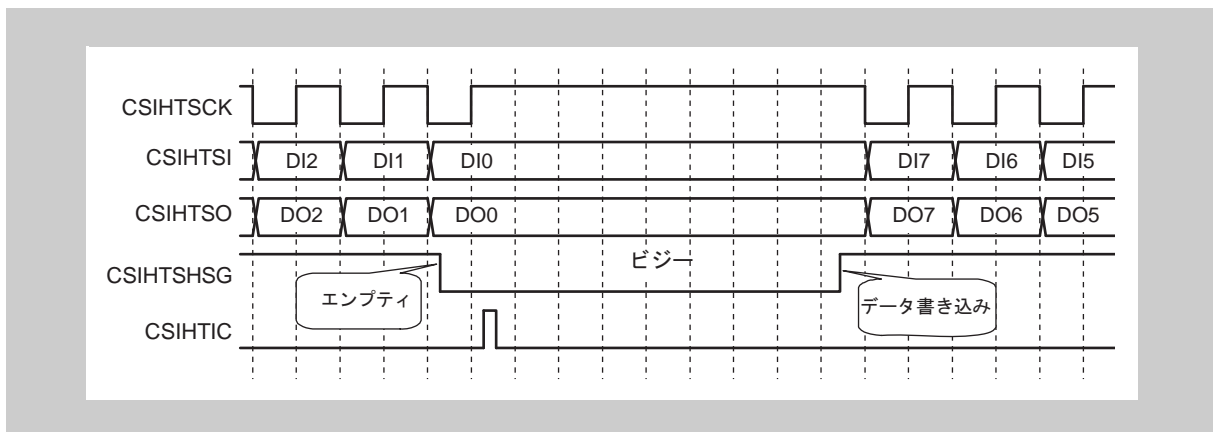 CSIHTSCK
CSIHTSI DI2 DI1 DI0 DI7 DI6 DI5
CSIHTSO DO2 DO1 DO0 DO7 DO6 DO5
CSIHTSHSG ビジー
エンプティ データ書き込み
CSIHTIC